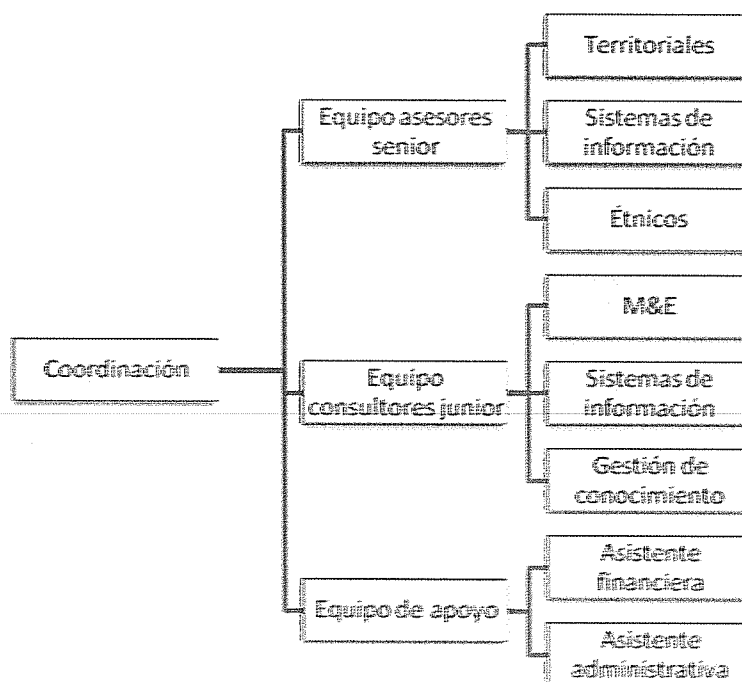 Territoriales
Equipo asesores
senior
Sistemas de
información
Étnicos
Coordinación
M&E
Equipo
consultores junior
Sistemas de
información
Gestión de
conocimiento
Equipo de apoyo
Asistente
financiera
Asistente
administrativa